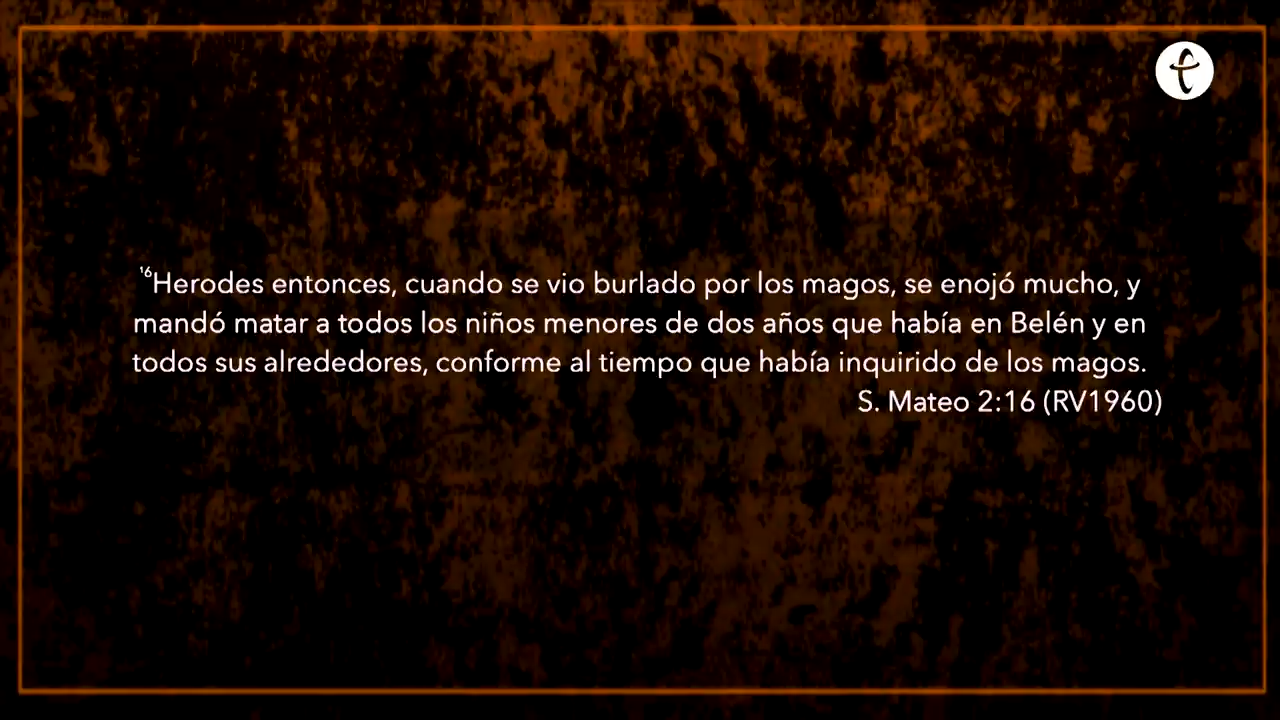 ¹⁶Herodes entonces, cuando se vio burlado por los magos, se enojó mucho, y
mandó matar a todos los niños menores de dos años que había en Belén y en
todos sus alrededores, conforme al tiempo que había inquirido de los magos.
S. Mateo 2:16 (RV1960)